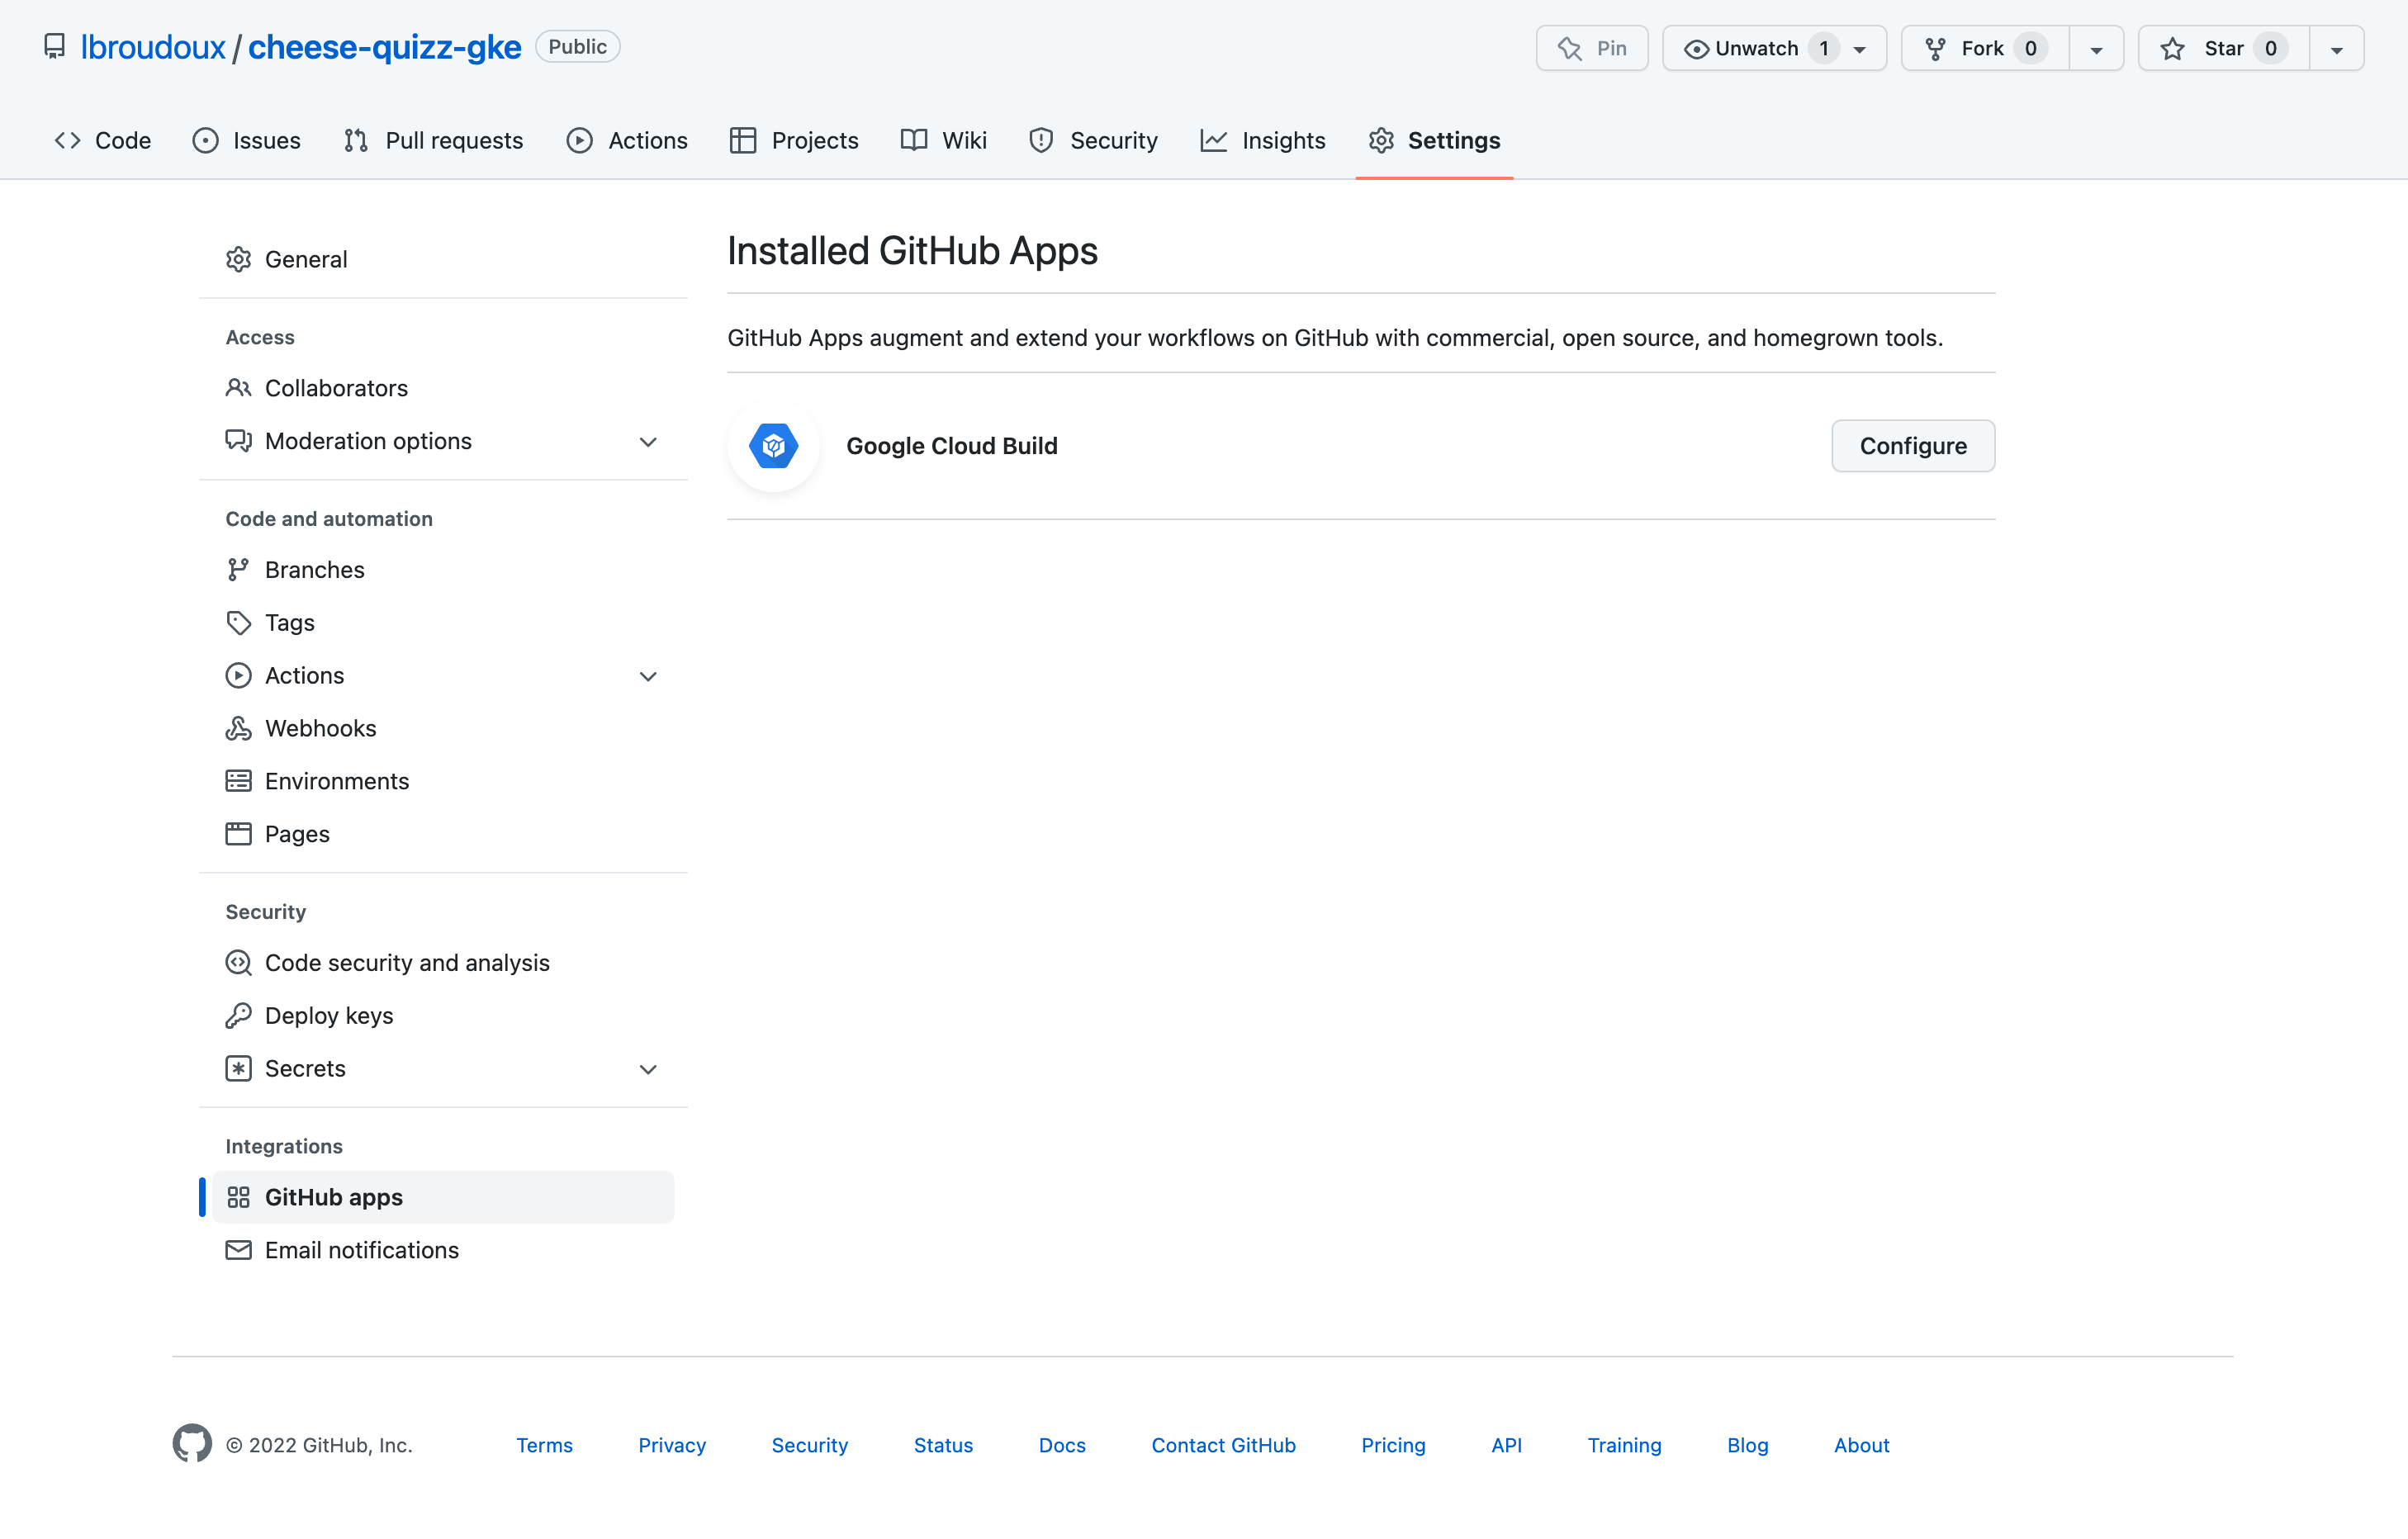 lbroudoux / cheese-quizz-gke Public
Pin
Unwatch 1
Fork 0
Star 0
Code
Issues
Pull requests
Actions
Projects
Wiki
Security
Insights
Settings
General
Access
Collaborators
Moderation options
Code and automation
Branches
Tags
Actions
Webhooks
Environments
Pages
Security
Code security and analysis
Deploy keys
Secrets
Integrations
GitHub apps
Email notifications
Installed GitHub Apps
GitHub Apps augment and extend your workflows on GitHub with commercial, open source, and homegrown tools.
Google Cloud Build
Configure
© 2022 GitHub, Inc.
Terms
Privacy
Security
Status
Docs
Contact GitHub
Pricing
API
Training
Blog
About